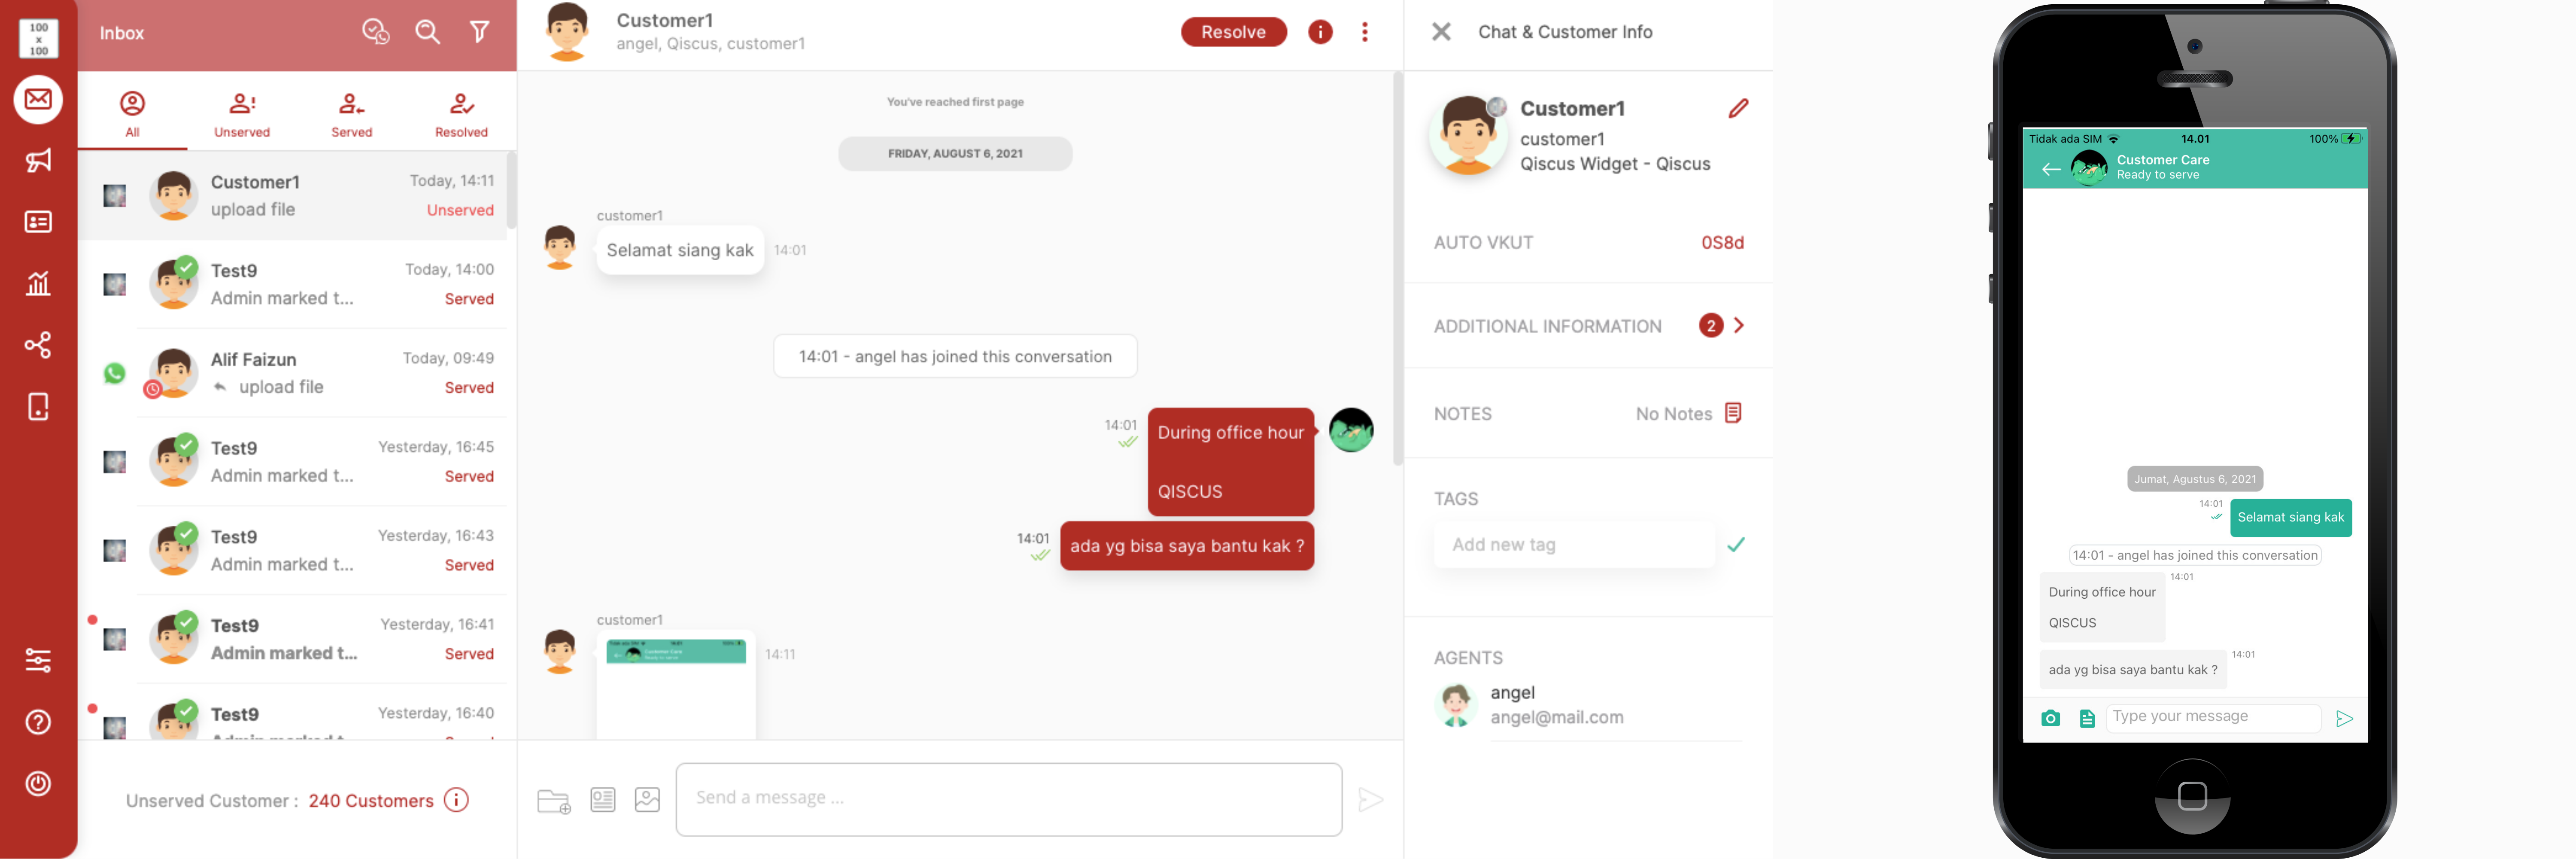 100
x
100
Inbox
All
Unserved
Served
Resolved
Customer1
Today, 14:11
upload file
Unserved
Test9
Today, 14:00
Admin marked t...
Served
Alif Faizun
Today, 09:49
upload file
Served
Test9
Yesterday, 16:45
Admin marked t...
Served
Test9
Yesterday, 16:43
Admin marked t...
Served
Test9
Yesterday, 16:41
Admin marked t...
Served
Test9
Yesterday, 16:40
Unserved Customer : 240 Customers
Customer1
angel, Qiscus, customer1
Resolve
You've reached first page
FRIDAY, AUGUST 6, 2021
customer1
Selamat siang kak
14:01
14:01 - angel has joined this conversation
14:01
During office hour
QISCUS
14:01
ada yg bisa saya bantu kak ?
customer1
Customer Care
Ready to serve
14:11
Send a message ...
Chat & Customer Info
Customer1
customer1
Qiscus Widget - Qiscus
AUTO VKUT
0S8d
ADDITIONAL INFORMATION
2
NOTES
No Notes
TAGS
Add new tag
AGENTS
angel
angel@mail.com
Tidak ada SIM
14.01
100%
Customer Care
Ready to serve
Jumat, Agustus 6, 2021
14:01
Selamat siang kak
14:01 - angel has joined this conversation
During office hour
14:01
QISCUS
ada yg bisa saya bantu kak ?
14:01
Type your message